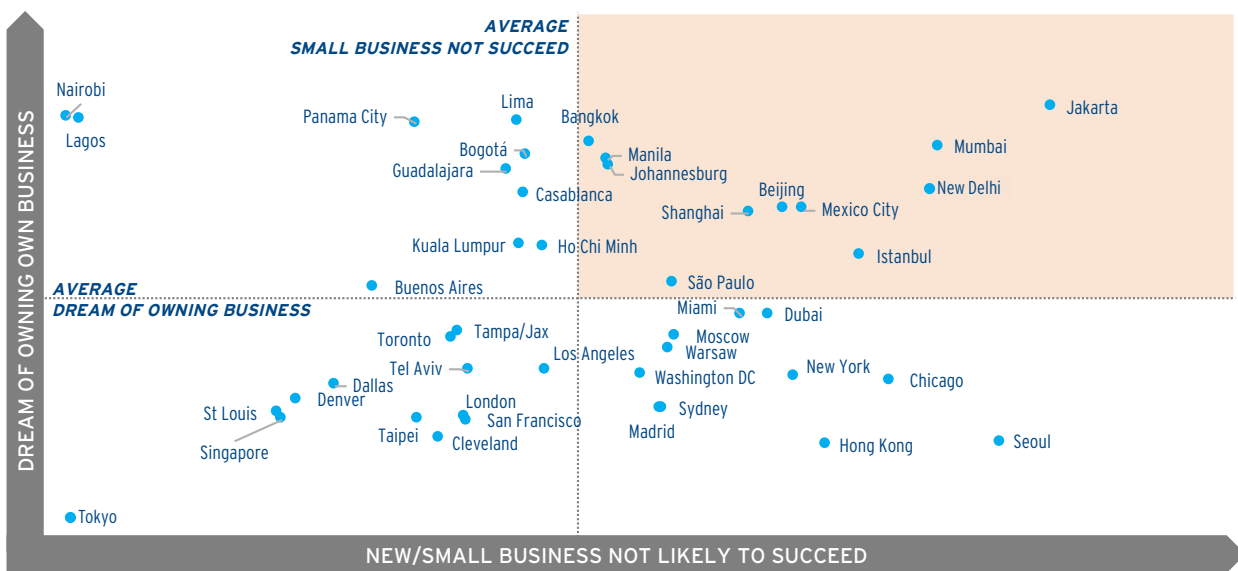 AVERAGE
SMALL BUSINESS NOT SUCCEED
Nairobi
Lagos
Panama City
Lima
Bangkok
Jakarta
Bogotá
Guadalajara
Manila
Johannesburg
Mumbai
Casablanca
Beijing
New Delhi
Shanghai
Mexico City
Kuala Lumpur
Ho Chi Minh
Istanbul
Buenos Aires
São Paulo
AVERAGE
DREAM OF OWNING BUSINESS
Miami
Dubai
Toronto
Tampa/Jax
Moscow
Warsaw
Los Angeles
Tel Aviv
Washington DC
New York
Chicago
Dallas
Denver
St Louis
Singapore
London
San Francisco
Taipei
Cleveland
Sydney
Madrid
Hong Kong
Seoul
Tokyo
DREAM OF OWNING OWN BUSINESS
NEW/SMALL BUSINESS NOT LIKELY TO SUCCEED